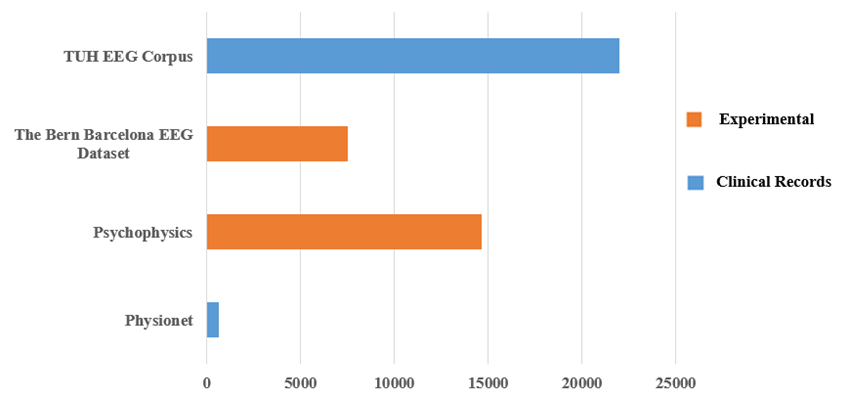 TUH EEG Corpus
The Bern Barcelona EEG
Dataset
Psychophysics
Physionet
0 5000 10000 15000 20000 25000
Experimental
Clinical Records